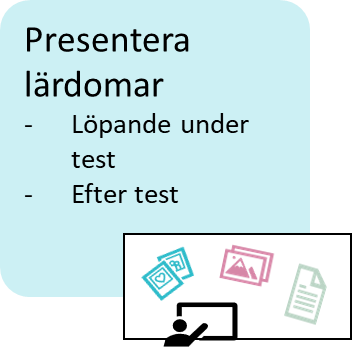 Presentera
lärdomar
- Löpande under
test
- Efter test